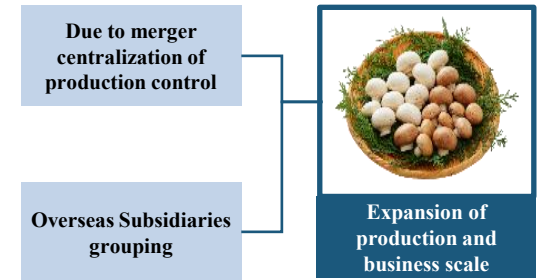 Due to merger
centralization of
production control
Overseas Subsidiaries
grouping
Expansion of
production and
business scale